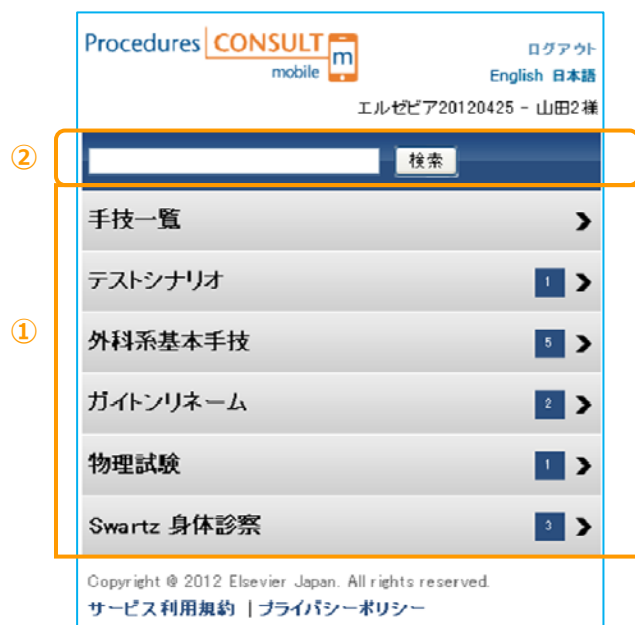 Procedures CONSULT m
mobile
ログアウト
English 日本語
エルゼビア20120425 - 山田2様
②
検索
手技一覧
テストシナリオ 1
①
外科系基本手技 5
ガイトンリネーム 2
物理試験 1
Swartz 身体診察 3
Copyright © 2012 Elsevier Japan. All rights reserved.
サービス利用規約 | プライバシーポリシー